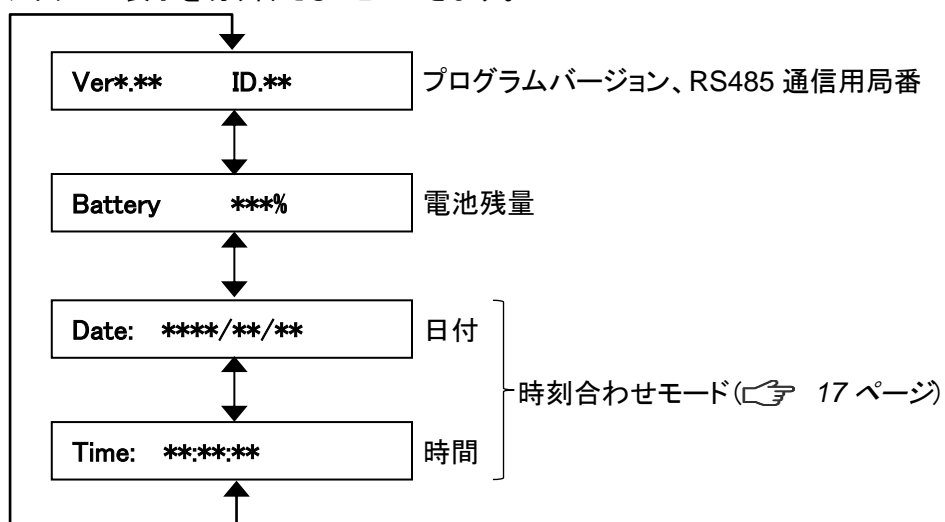 Ver*.** ID.** プログラムバージョン、RS485 通信用局番
Battery ***% 電池残量
Date: ****/**/** 日付
時刻合わせモード(☞ 17 ページ)
Time: **:**:** 時間